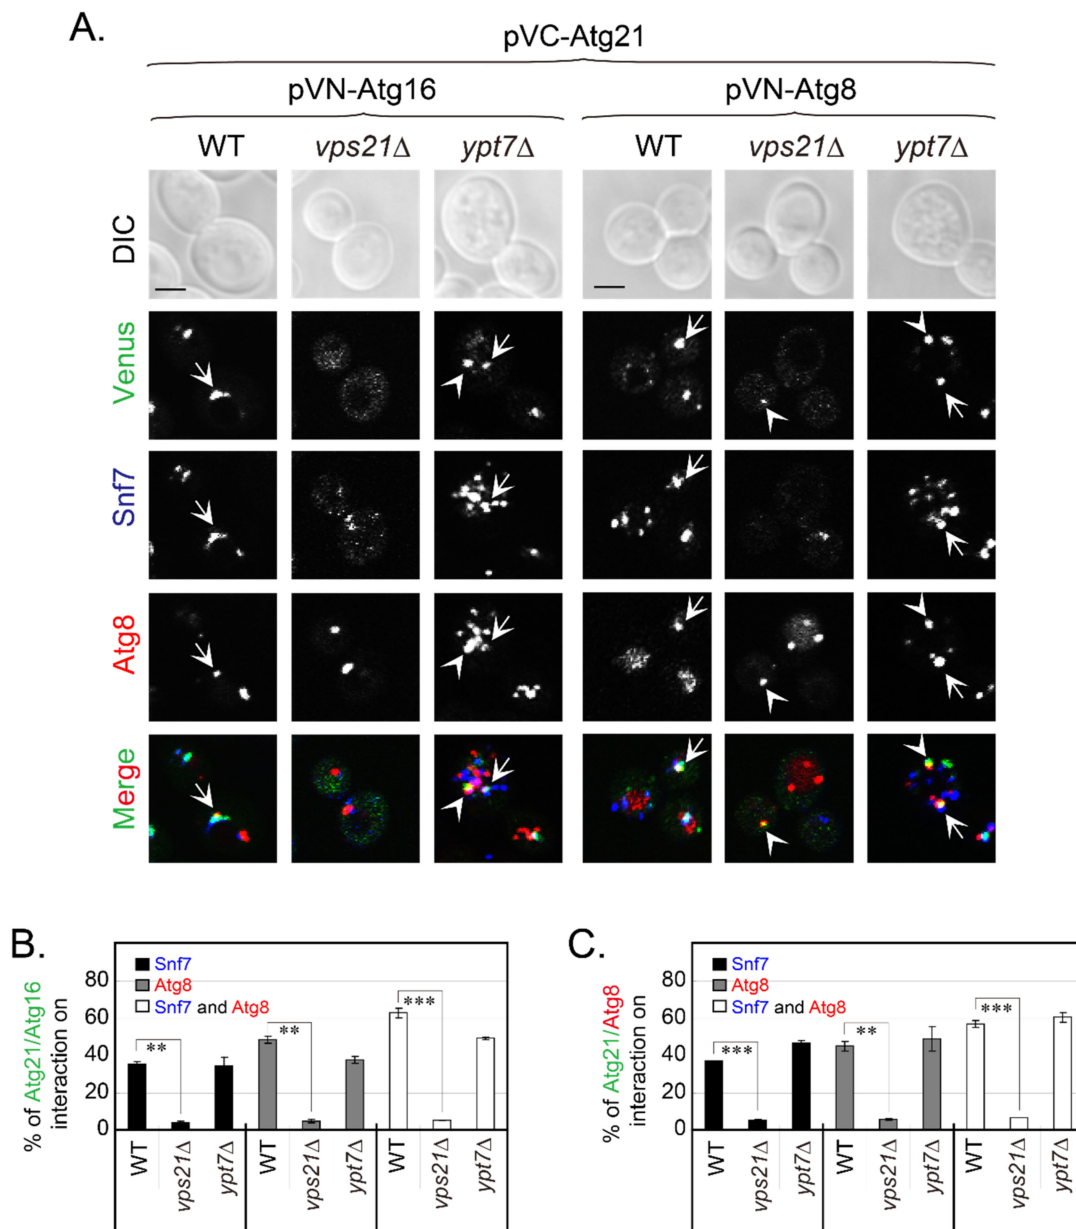 A.
pVC-Atg21
pVN-Atg16 pVN-Atg8
WT vps21Δ ypt7Δ WT vps21Δ ypt7Δ
DIC
Venus
Snf7
Atg8
Merge
B.
% of Atg21/Atg16
interaction on
80
60
40
20
0
Snf7
Atg8
Snf7 and Atg8
**
**
***
WT vps21Δ ypt7Δ WT vps21Δ ypt7Δ WT vps21Δ ypt7Δ
C.
% of Atg21/Atg8
interaction on
80
60
40
20
0
Snf7
Atg8
Snf7 and Atg8
***
**
***
WT vps21Δ ypt7Δ WT vps21Δ ypt7Δ WT vps21Δ ypt7Δ